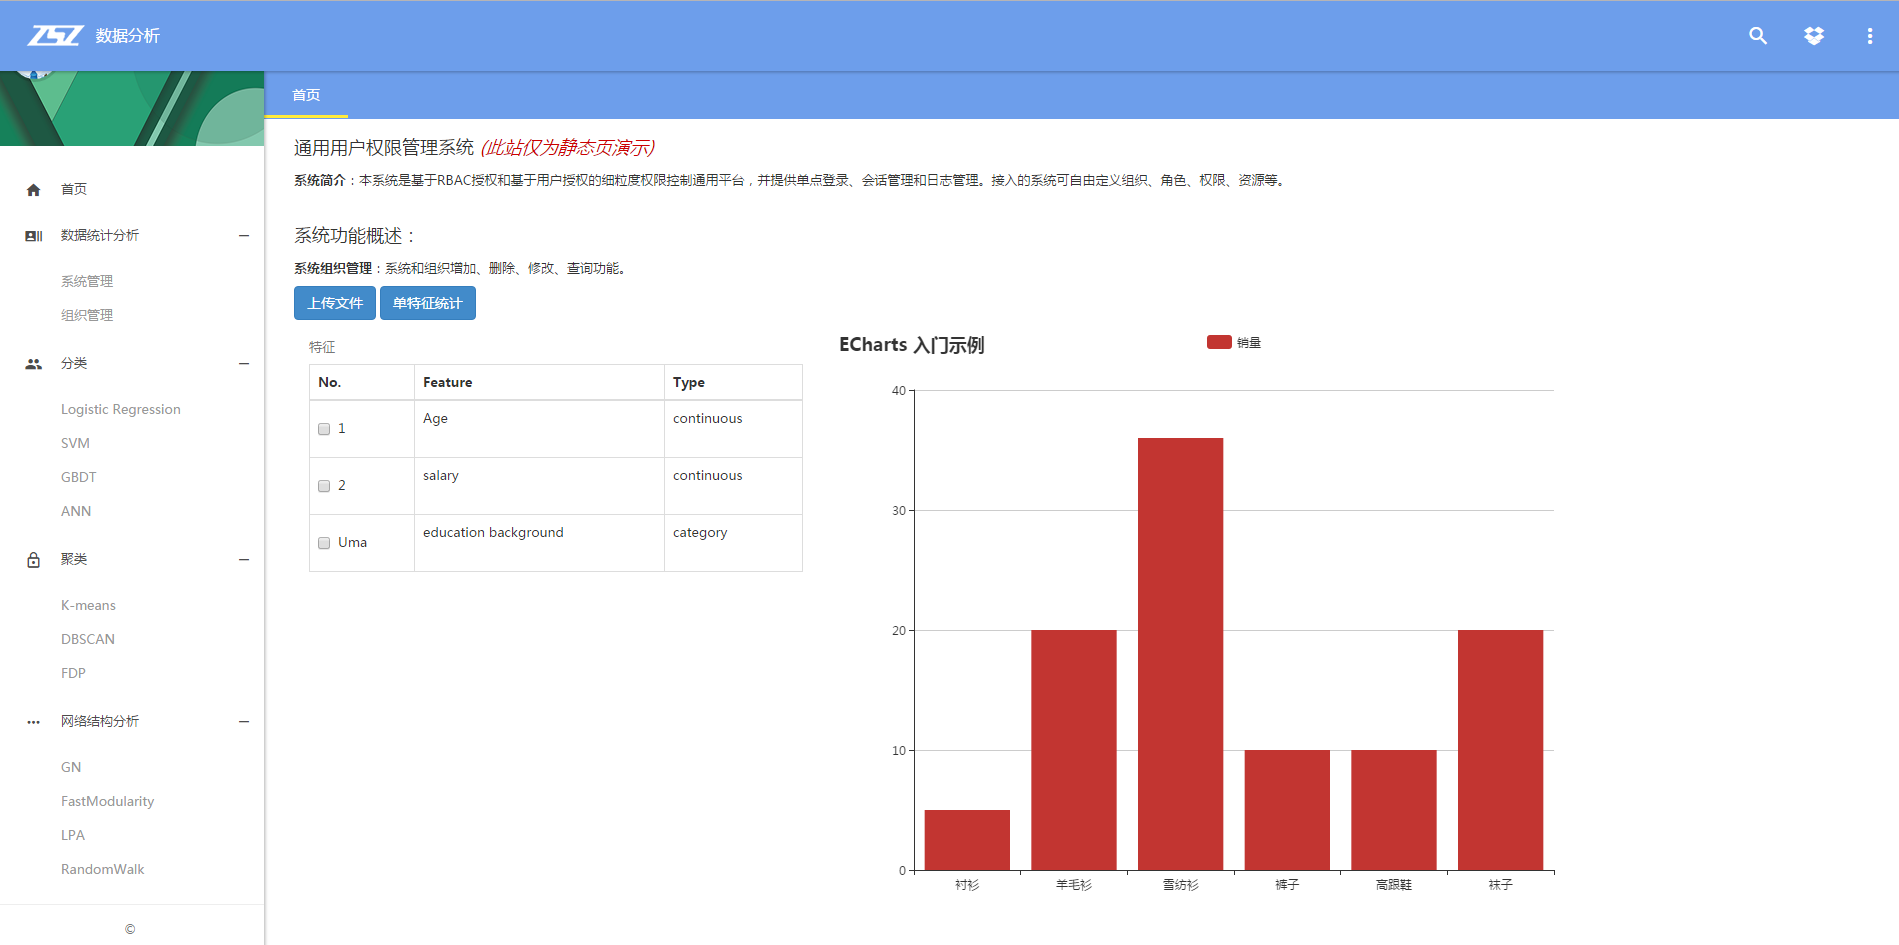 ZSZ 数据分析
首页
首页
数据统计分析
系统管理
组织管理
分类
Logistic Regression
SVM
GBDT
ANN
聚类
K-means
DBSCAN
FDP
网络结构分析
GN
FastModularity
LPA
RandomWalk
©
通用用户权限管理系统 (此站仅为静态页演示)
系统简介：本系统是基于RBAC授权和基于用户授权的细粒度权限控制通用平台，并提供单点登录、会话管理和日志管理。接入的系统可自由定义组织、角色、权限、资源等。
系统功能概述：
系统组织管理：系统和组织增加、删除、修改、查询功能。
上传文件 单特征统计
特征
No. Feature Type
1 Age continuous
2 salary continuous
Uma education background category
ECharts 入门示例
销量
40
30
20
10
0
衬衫 羊毛衫 雪纺衫 裤子 高跟鞋 袜子